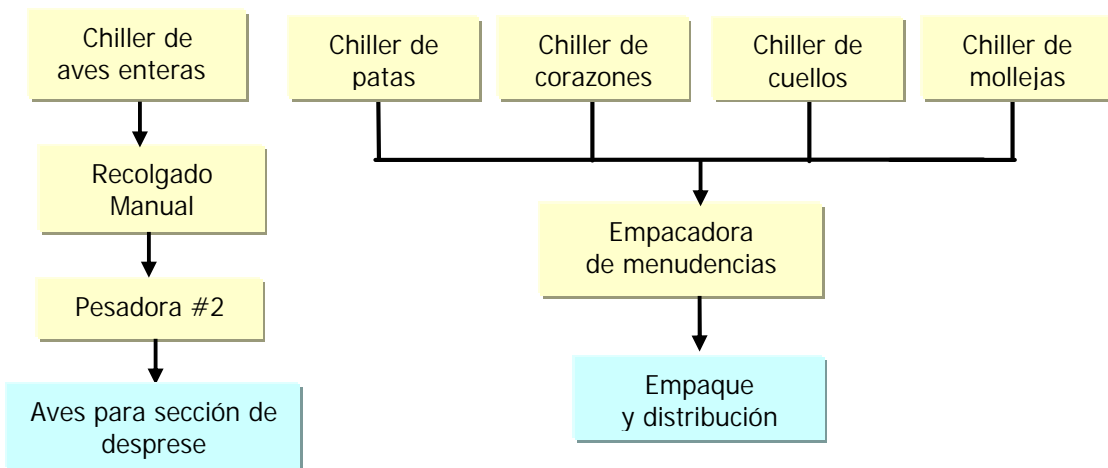 Chiller de
aves enteras
Recolgado
Manual
Pesadora #2
Aves para sección de
desprese
Chiller de
patas
Chiller de
corazones
Chiller de
cuellos
Chiller de
mollejas
Empacadora
de menudencias
Empaque
y distribución